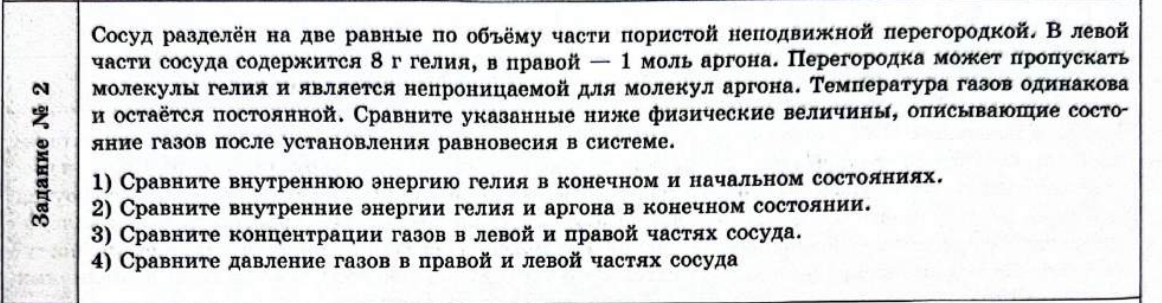 Задание № 2
Сосуд разделён на две равные по объёму части пористой неподвижной перегородкой. В левой
части сосуда содержится 8 г гелия, в правой — 1 моль аргона. Перегородка может пропускать
молекулы гелия и является непроницаемой для молекул аргона. Температура газов одинакова
и остаётся постоянной. Сравните указанные ниже физические величины, описывающие состо-
яние газов после установления равновесия в системе.
1) Сравните внутреннюю энергию гелия в конечном и начальном состояниях.
2) Сравните внутренние энергии гелия и аргона в конечном состоянии.
3) Сравните концентрации газов в левой и правой частях сосуда.
4) Сравните давление газов в правой и левой частях сосуда